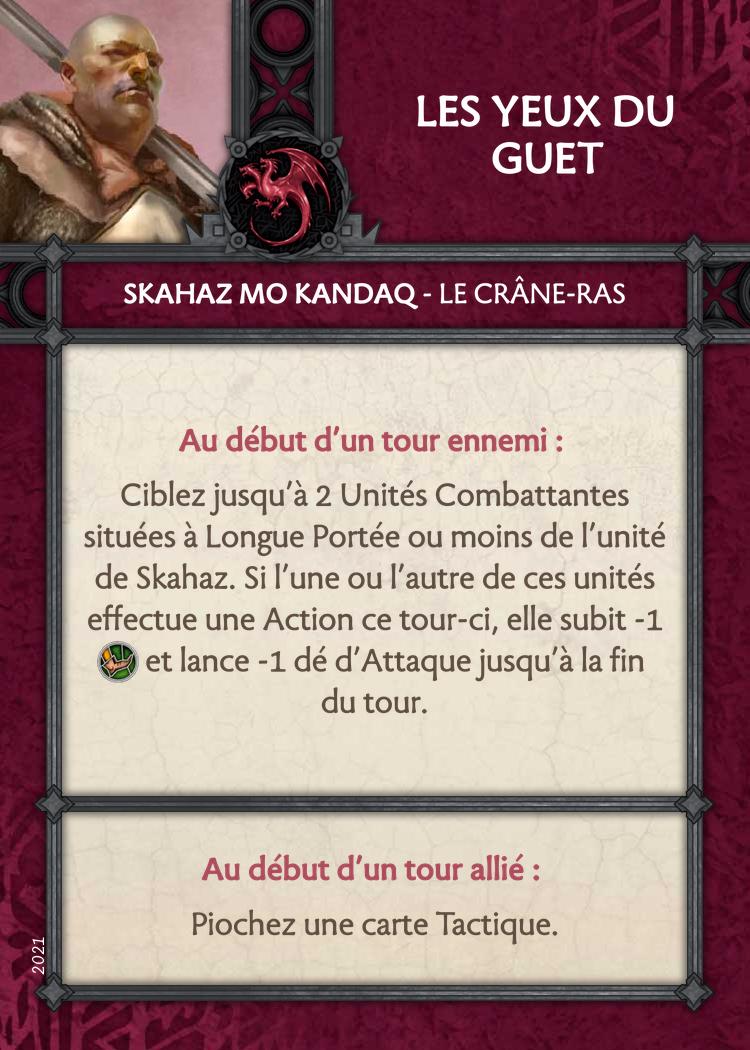 LES YEUX DU
GUET
SKAHAZ MO KANDAQ - LE CRÂNE-RAS
Au début d'un tour ennemi :
Ciblez jusqu'à 2 Unités Combattantes
situées à Longue Portée ou moins de l'unité
de Skahaz. Si l'une ou l'autre de ces unités
effectue une Action ce tour-ci, elle subit -1
et lance -1 dé d'Attaque jusqu'à la fin
du tour.
Au début d'un tour allié :
Piochez une carte Tactique.
2021